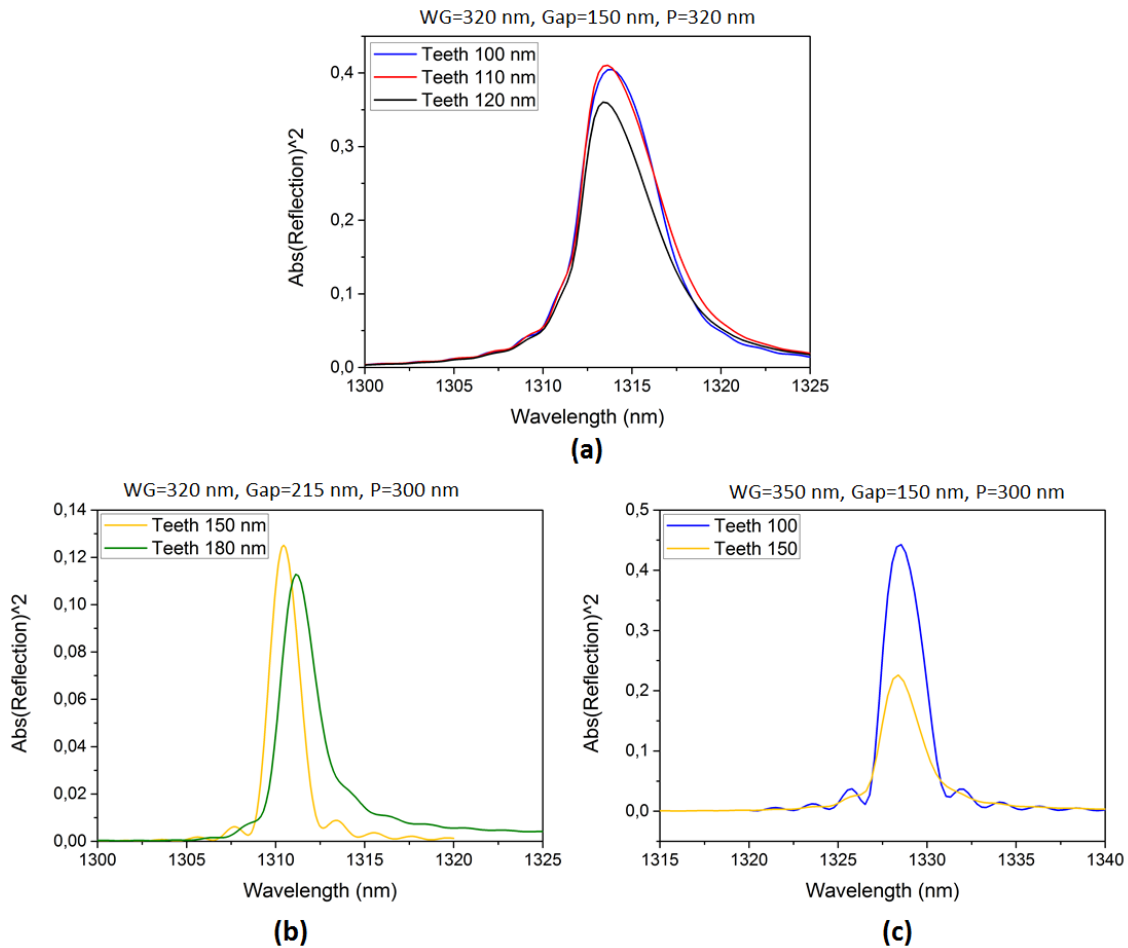 WG=320 nm, Gap=150 nm, P=320 nm
Teeth 100 nm
Teeth 110 nm
Teeth 120 nm
0,4
0,3
0,2
0,1
0,0
Abs(Reflection)^2
1300 1305 1310 1315 1320 1325
Wavelength (nm)
(a)
WG=320 nm, Gap=215 nm, P=300 nm
Teeth 150 nm
Teeth 180 nm
0,14
0,12
0,10
0,08
0,06
0,04
0,02
0,00
Abs(Reflection)^2
1300 1305 1310 1315 1320 1325
Wavelength (nm)
(b)
WG=350 nm, Gap=150 nm, P=300 nm
Teeth 100
Teeth 150
0,5
0,5
0,3
0,2
0,1
0,0
Abs(Reflection)^2
1315 1320 1325 1330 1335 1340
Wavelength (nm)
(c)